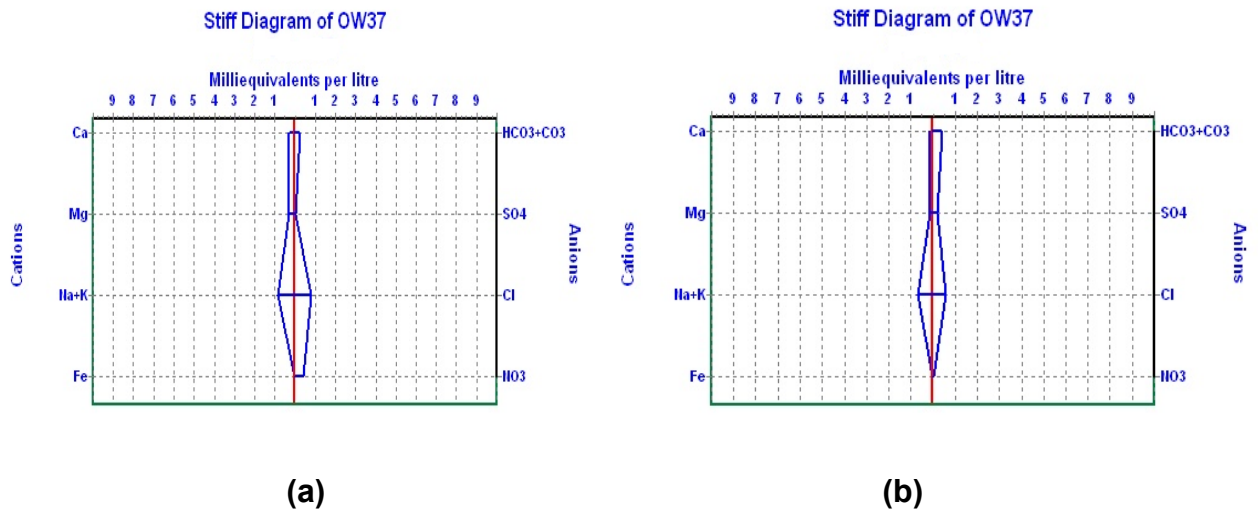 Stiff Diagram of OW37
Milliequivalents per litre
9 8 7 6 5 4 3 2 1 1 2 3 4 5 6 7 8 9
Ca HCO3+CO3
Mg SO4
Cations
Anions
Na+K Cl
Fe NO3
(a)
Stiff Diagram of OW37
Milliequivalents per litre
9 8 7 6 5 4 3 2 1 1 2 3 4 5 6 7 8 9
Ca HCO3+CO3
Mg SO4
Cations
Anions
Na+K Cl
Fe NO3
(b)